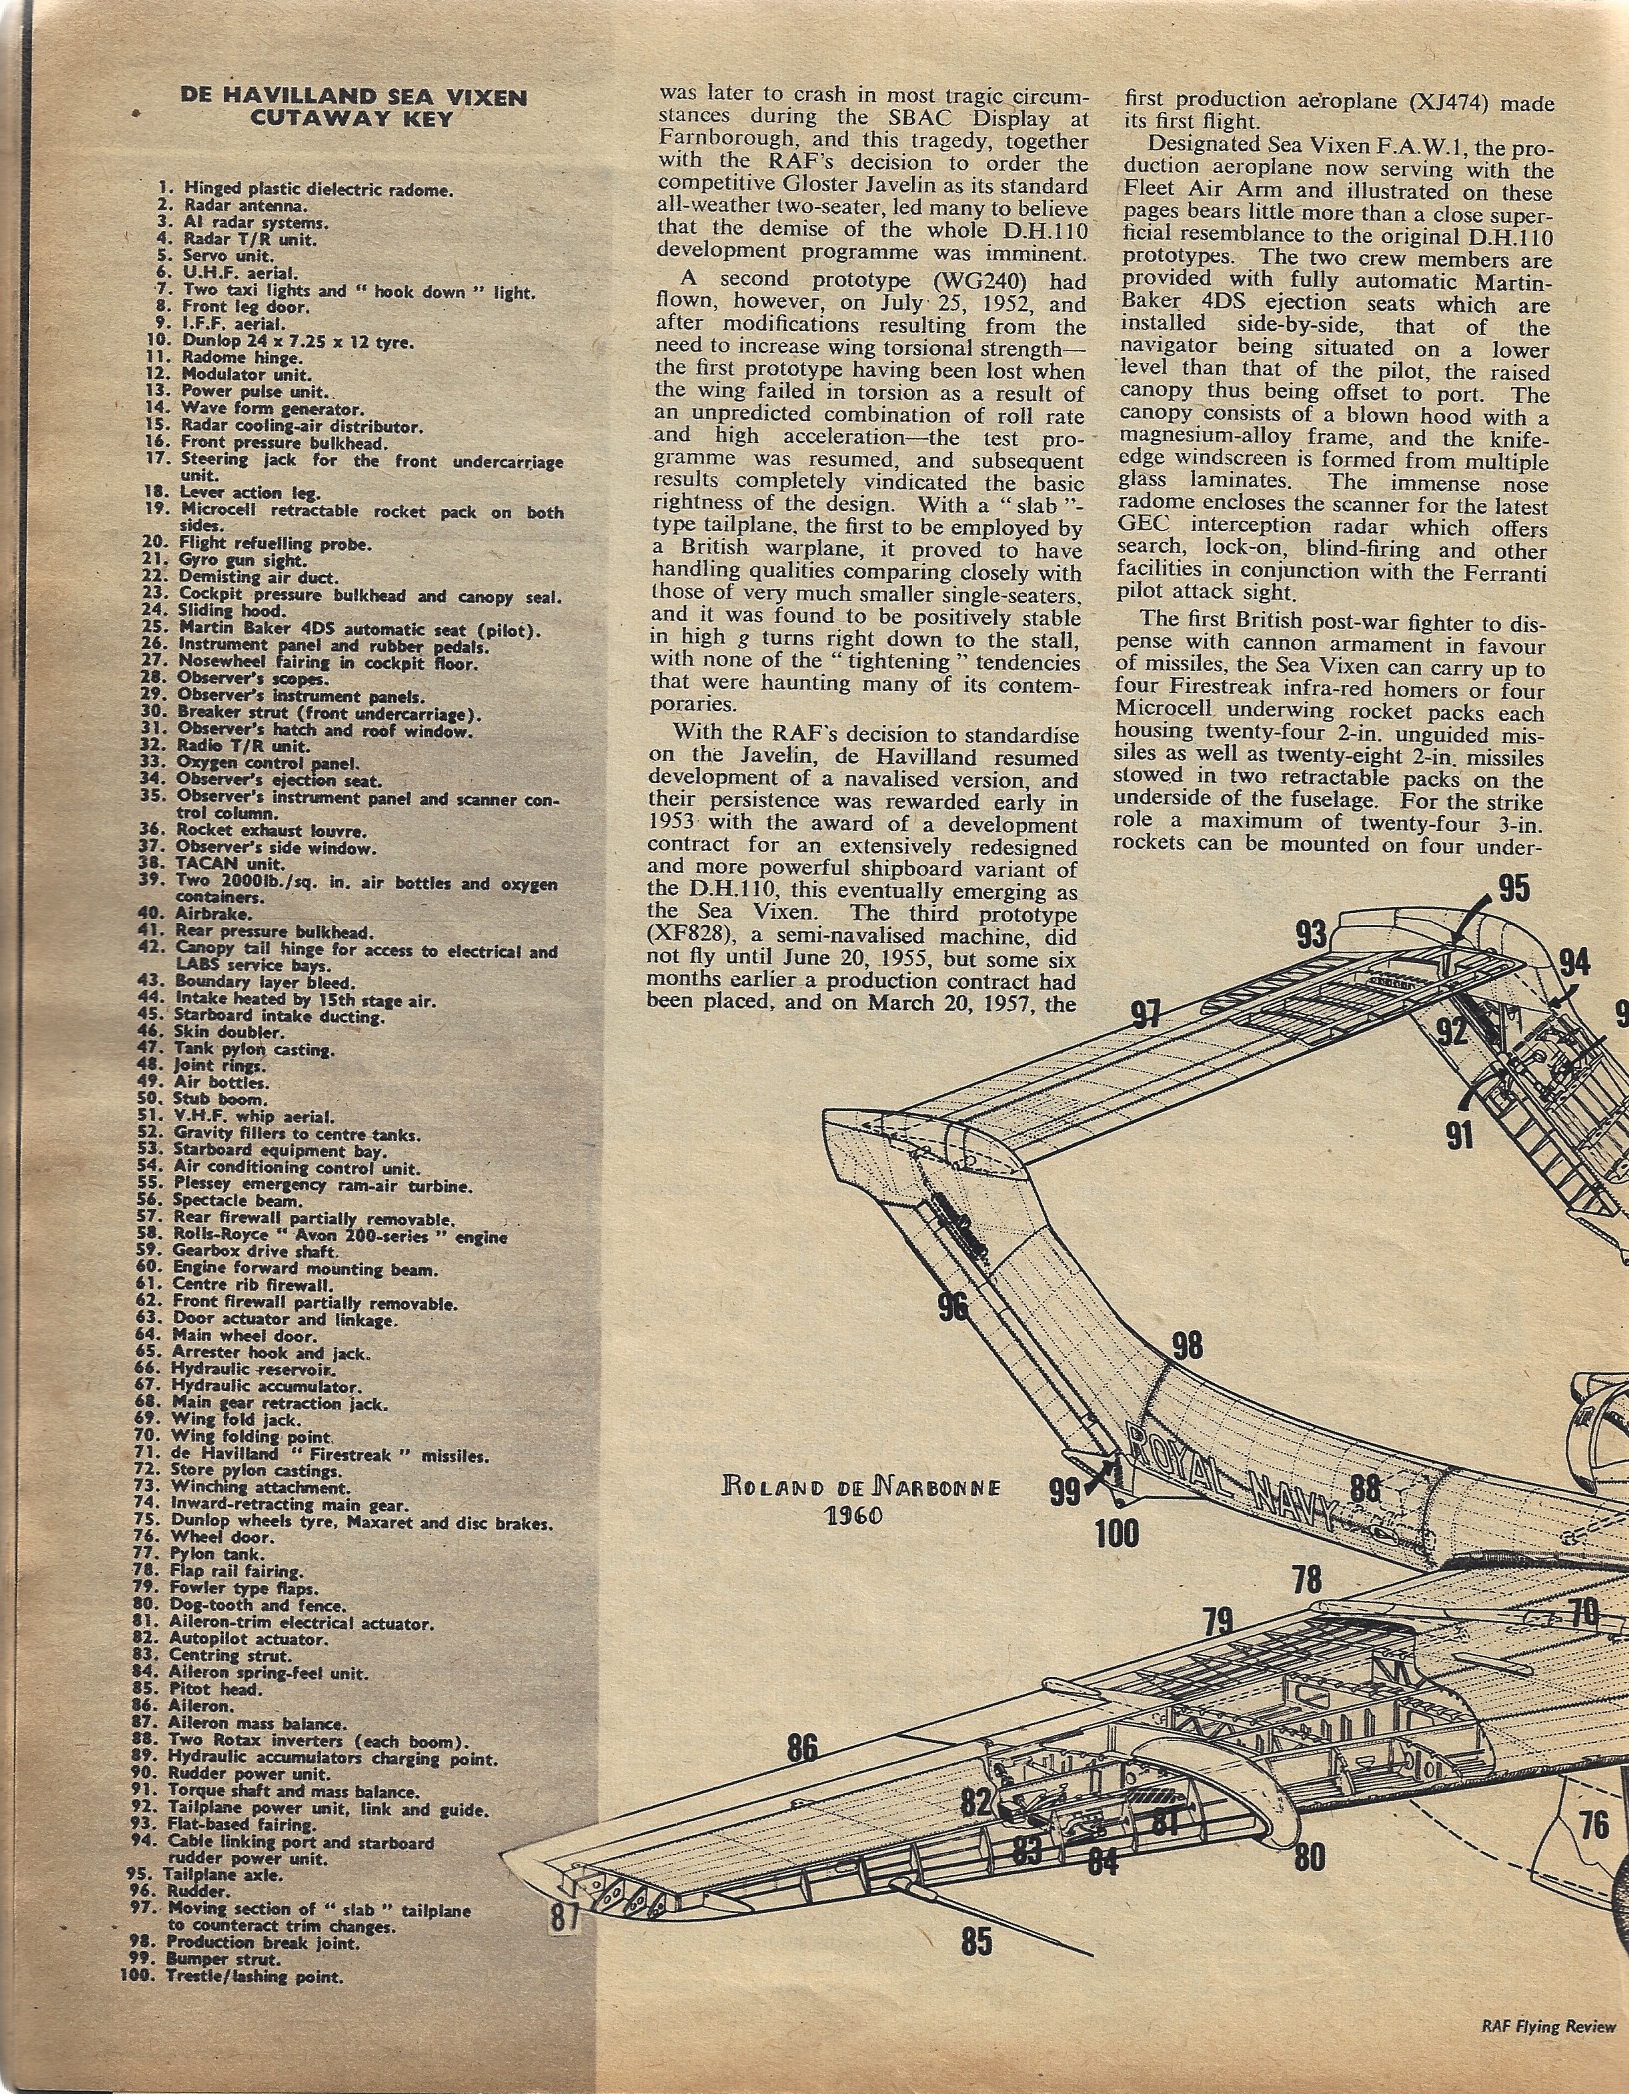 DE HAVILLAND SEA VIXEN
CUTAWAY KEY
1. Hinged plastic dielectric radome.
2. Radar antenna.
3. AI radar systems.
4. Radar T/R unit.
5. Servo unit.
6. U.H.F. aerial.
7. Two taxi lights and " hook down " light.
8. Front leg door.
9. I.F.F. aerial.
10. Dunlop 24 x 7.25 x 12 tyre.
11. Radome hinge.
12. Modulator unit.
13. Power pulse unit.
14. Wave form generator.
15. Radar cooling-air distributor.
16. Front pressure bulkhead.
17. Steering jack for the front undercarriage
unit.
18. Lever action leg.
19. Microcell retractable rocket pack on both
sides.
20. Flight refuelling probe.
21. Gyro gun sight.
22. Demisting air duct.
23. Cockpit pressure bulkhead and canopy seal.
24. Sliding hood.
25. Martin Baker 4DS automatic seat (pilot).
26. Instrument panel and rubber pedals.
27. Nosewheel fairing in cockpit floor.
28. Observer's scopes.
29. Observer's instrument panels.
30. Breaker strut (front undercarriage).
31. Observer's hatch and roof window.
32. Radio T/R unit.
33. Oxygen control panel.
34. Observer's ejection seat.
35. Observer's instrument panel and scanner con-
trol column.
36. Rocket exhaust louvre.
37. Observer's side window.
38. TACAN unit.
39. Two 2000lb./sq. in. air bottles and oxygen
containers.
40. Airbrake.
41. Rear pressure bulkhead.
42. Canopy tail hinge for access to electrical and
LABS service bays.
43. Boundary layer bleed.
44. Intake heated by 15th stage air.
45. Starboard intake ducting.
46. Skin doubler.
47. Tank pylon casting.
48. Joint rings.
49. Air bottles.
50. Stub boom.
51. V.H.F. whip aerial.
52. Gravity fillers to centre tanks.
53. Starboard equipment bay.
54. Air conditioning control unit.
55. Plessey emergency ram-air turbine.
56. Spectacle beam.
57. Rear firewall partially removable.
58. Rolls-Royce " Avon 200-series " engine
59. Gearbox drive shaft.
60. Engine forward mounting beam.
61. Centre rib firewall.
62. Front firewall partially removable.
63. Door actuator and linkage.
64. Main wheel door.
65. Arrester hook and jack.
66. Hydraulic reservoir.
67. Hydraulic accumulator.
68. Main gear retraction jack.
69. Wing fold jack.
70. Wing folding point.
71. de Havilland " Firestreak " missiles.
72. Store pylon castings.
73. Winching attachment.
74. Inward-retracting main gear.
75. Dunlop wheels tyre, Maxaret and disc brakes.
76. Wheel door.
77. Pylon tank.
78. Flap rail fairing.
79. Fowler type flaps.
80. Dog-tooth and fence.
81. Aileron-trim electrical actuator.
82. Autopilot actuator.
83. Centring strut.
84. Aileron spring-feel unit.
85. Pitot head.
86. Aileron.
87. Aileron mass balance.
88. Two Rotax inverters (each boom).
89. Hydraulic accumulators charging point.
90. Rudder power unit.
91. Torque shaft and mass balance.
92. Tailplane power unit, link and guide.
93. Flat-based fairing.
94. Cable linking port and starboard
rudder power unit.
95. Tailplane axle.
96. Rudder.
97. Moving section of " slab " tailplane
to counteract trim changes.
98. Production break joint.
99. Bumper strut.
100. Trestle/lashing point.
was later to crash in most tragic circum-
stances during the SBAC Display at
Farnborough, and this tragedy, together
with the RAF's decision to order the
competitive Gloster Javelin as its standard
all-weather two-seater, led many to believe
that the demise of the whole D.H.110
development programme was imminent.
A second prototype (WG240) had
flown, however, on July 25, 1952, and
after modifications resulting from the
need to increase wing torsional strength—
the first prototype having been lost when
the wing failed in torsion as a result of
an unpredicted combination of roll rate
and high acceleration—the test pro-
gramme was resumed, and subsequent
results completely vindicated the basic
rightness of the design. With a " slab "-
type tailplane, the first to be employed by
a British warplane, it proved to have
handling qualities comparing closely with
those of very much smaller single-seaters,
and it was found to be positively stable
in high g turns right down to the stall,
with none of the " tightening " tendencies
that were haunting many of its contem-
poraries.
With the RAF's decision to standardise
on the Javelin, de Havilland resumed
development of a navalised version, and
their persistence was rewarded early in
1953 with the award of a development
contract for an extensively redesigned
and more powerful shipboard variant of
the D.H.110, this eventually emerging as
the Sea Vixen. The third prototype
(XF828), a semi-navalised machine, did
not fly until June 20, 1955, but some six
months earlier a production contract had
been placed, and on March 20, 1957, the
first production aeroplane (XJ474) made
its first flight.
Designated Sea Vixen F.A.W.1, the pro-
duction aeroplane now serving with the
Fleet Air Arm and illustrated on these
pages bears little more than a close super-
ficial resemblance to the original D.H.110
prototypes. The two crew members are
provided with fully automatic Martin-
Baker 4DS ejection seats which are
installed side-by-side, that of the
navigator being situated on a lower
level than that of the pilot, the raised
canopy thus being offset to port. The
canopy consists of a blown hood with a
magnesium-alloy frame, and the knife-
edge windscreen is formed from multiple
glass laminates. The immense nose
radome encloses the scanner for the latest
GEC interception radar which offers
search, lock-on, blind-firing and other
facilities in conjunction with the Ferranti
pilot attack sight.
The first British post-war fighter to dis-
pense with cannon armament in favour
of missiles, the Sea Vixen can carry up to
four Firestreak infra-red homers or four
Microcell underwing rocket packs each
housing twenty-four 2-in. unguided mis-
siles as well as twenty-eight 2-in. missiles
stowed in two retractable packs on the
underside of the fuselage. For the strike
role a maximum of twenty-four 3-in.
rockets can be mounted on four under-
95
93
94
97
92
91
96
98
ROYAL NAVY
88
ROLAND DE NARBONNE
1960
99
100
78
79
70
86
82
81
83
84
80
76
87
85
RAF Flying Review